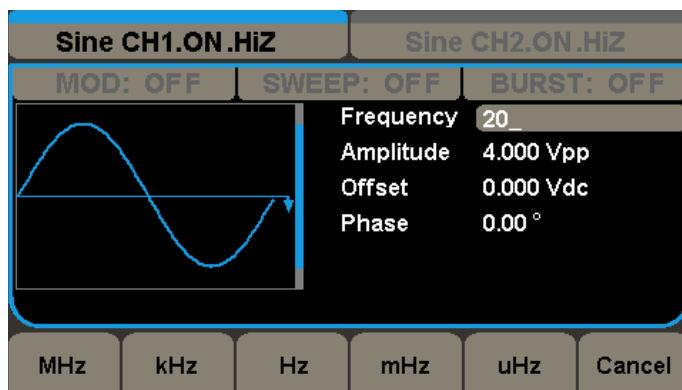 Sine CH1.ON.HiZ
Sine CH2.ON.HiZ
MOD: OFF
SWEEP: OFF
BURST: OFF
Frequency 20_
Amplitude 4.000 Vpp
Offset 0.000 Vdc
Phase 0.00 °
MHz kHz Hz mHz uHz Cancel